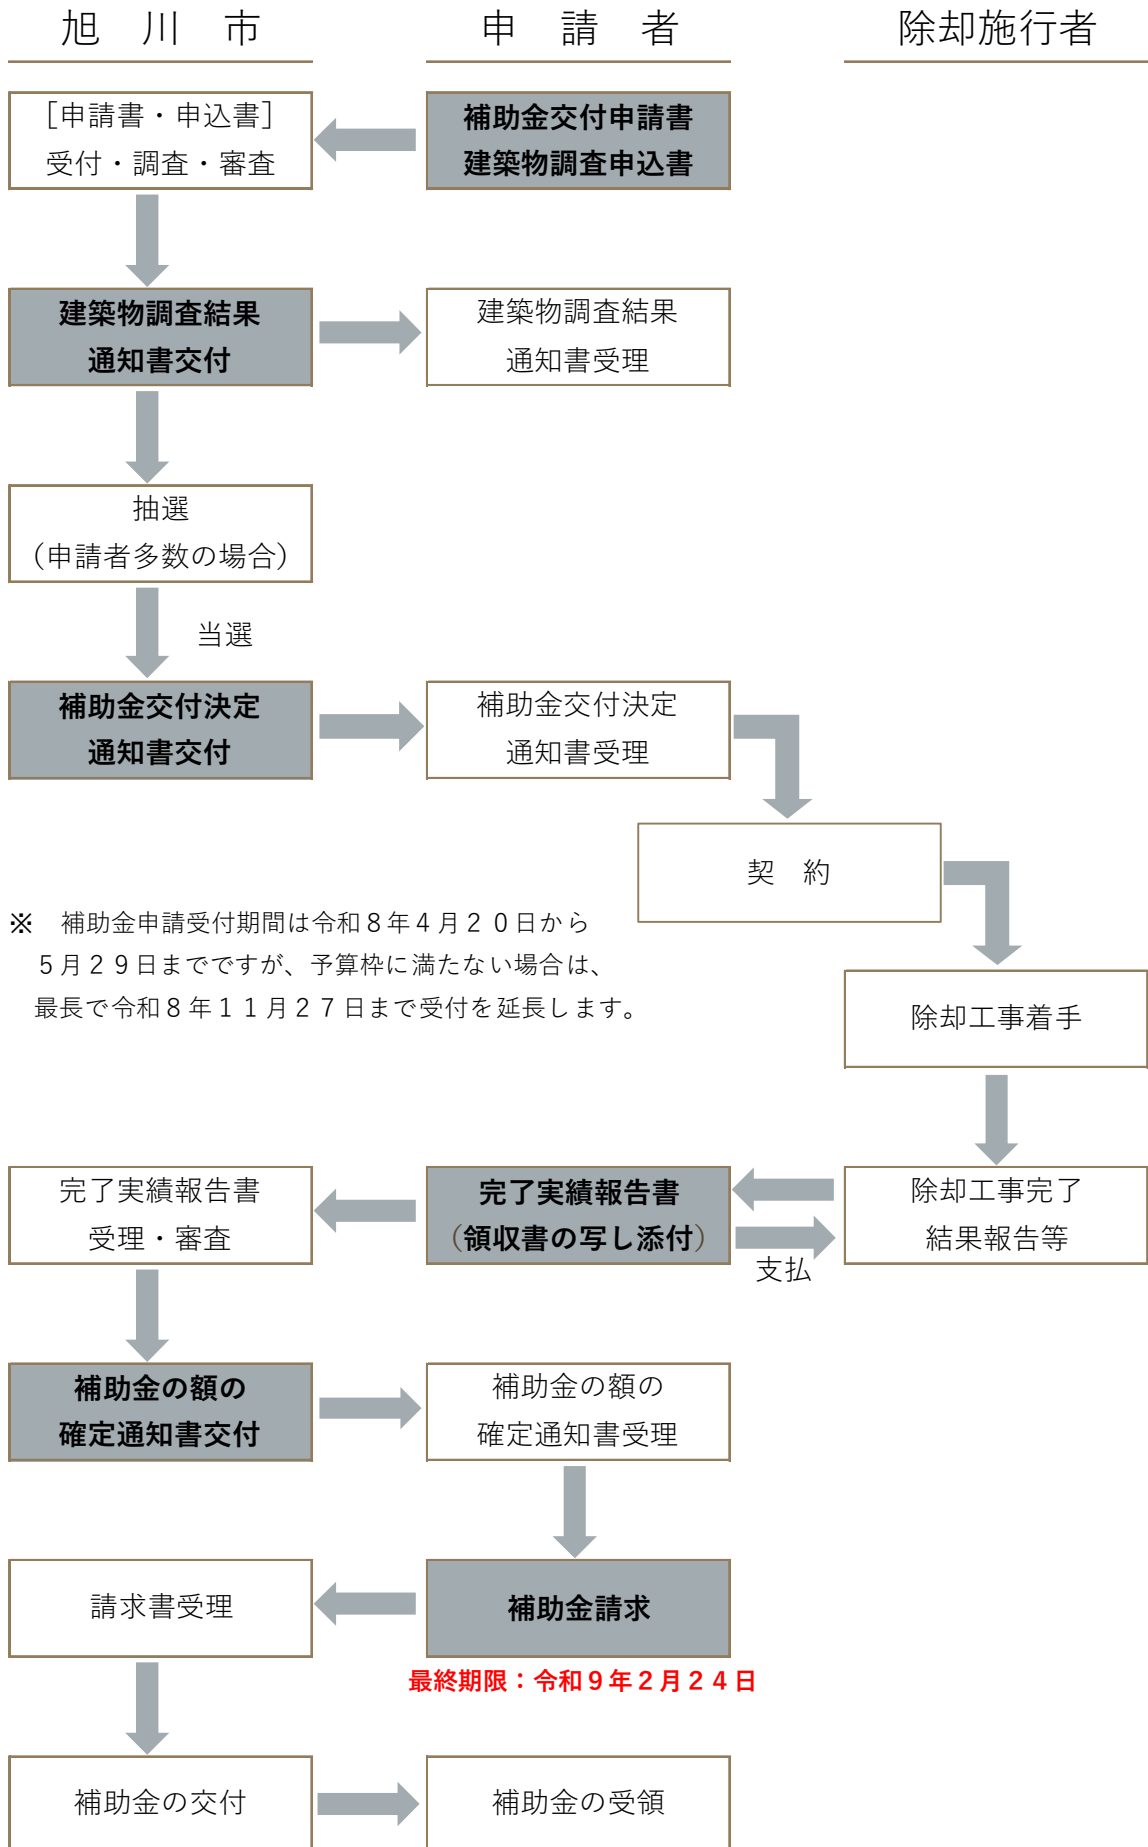 旭　川　市
申　請　者
除却施行者
[申請書・申込書]
受付・調査・審査
補助金交付申請書
建築物調査申込書
建築物調査結果
通知書交付
建築物調査結果
通知書受理
抽選
（申請者多数の場合）
当選
補助金交付決定
通知書交付
補助金交付決定
通知書受理
契　約
※　補助金申請受付期間は令和８年４月２０日から
５月２９日までですが、予算枠に満たない場合は、
最長で令和８年１１月２７日まで受付を延長します。
除却工事着手
完了実績報告書
受理・審査
完了実績報告書
（領収書の写し添付）
除却工事完了
結果報告等
支払
補助金の額の
確定通知書交付
補助金の額の
確定通知書受理
請求書受理
補助金請求
最終期限：令和９年２月２４日
補助金の交付
補助金の受領